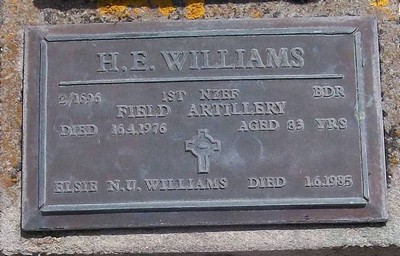 H. E. WILLIAMS
2/1696 1ST NZEF BDR
FIELD ARTILLERY
DIED 16.4.1976 AGED 83 YRS
ELSIE N.U. WILLIAMS DIED 1.6.1985